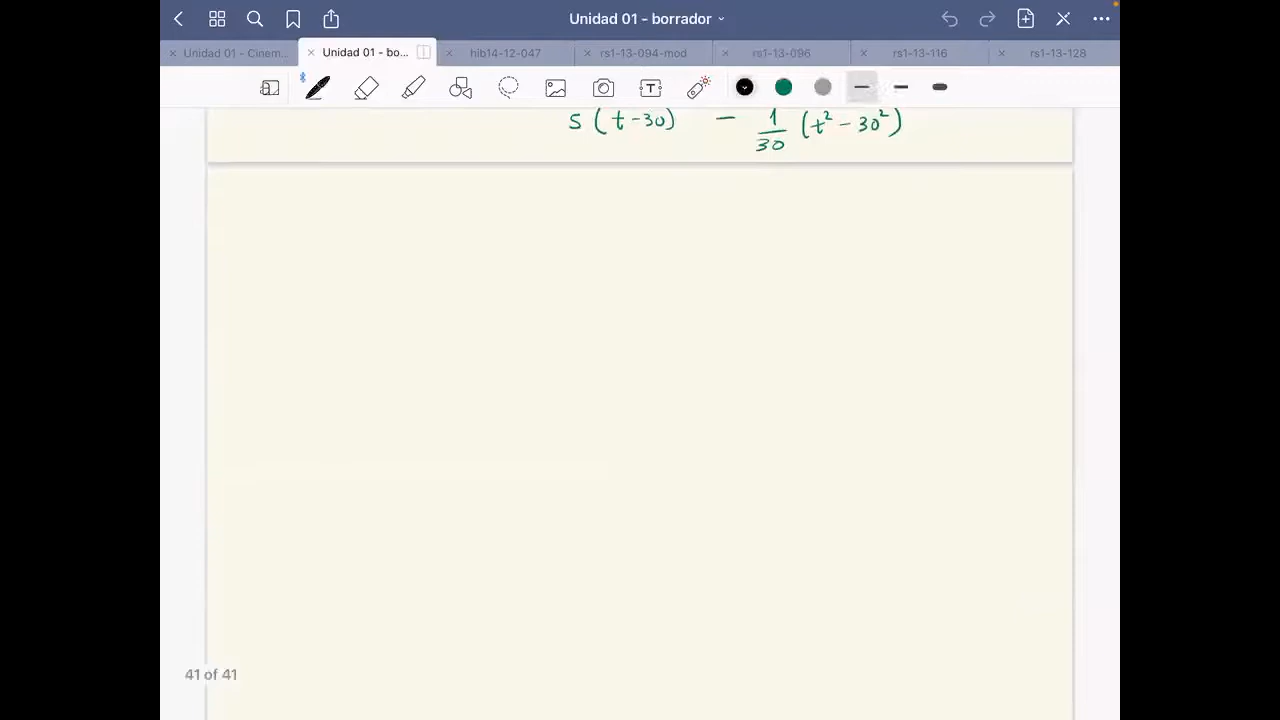 Unidad 01 - borrador
Unidad 01 - Cinem...
Unidad 01 - bo...
hib14-12-047
rs1-13-094-mod
rs1-13-096
rs1-13-116
rs1-13-128
T
5 (t-30) - 1/30 (t² - 30²)
41 of 41